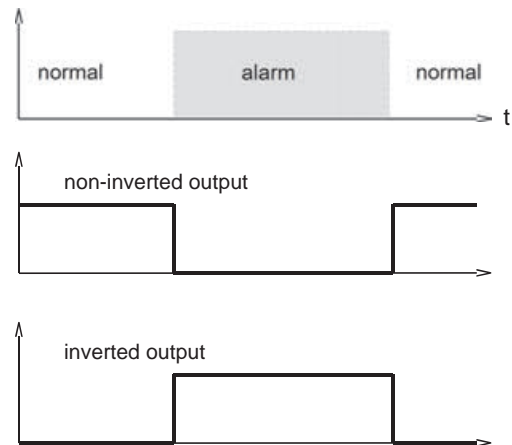 normal alarm normal
t
non-inverted output
inverted output